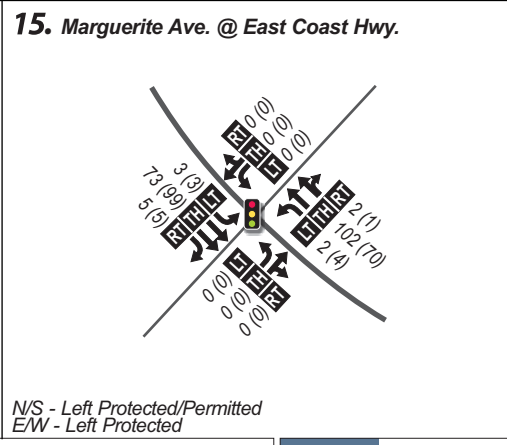 15. Marguerite Ave. @ East Coast Hwy.
0 (0)
0 (0)
0 (0)
RT TH LT
3 (3)
73 (99)
5 (5)
RT TH LT
LT TH RT
2 (1)
102 (70)
2 (4)
LT TH RT
0 (0)
0 (0)
0 (0)
N/S - Left Protected/Permitted
E/W - Left Protected